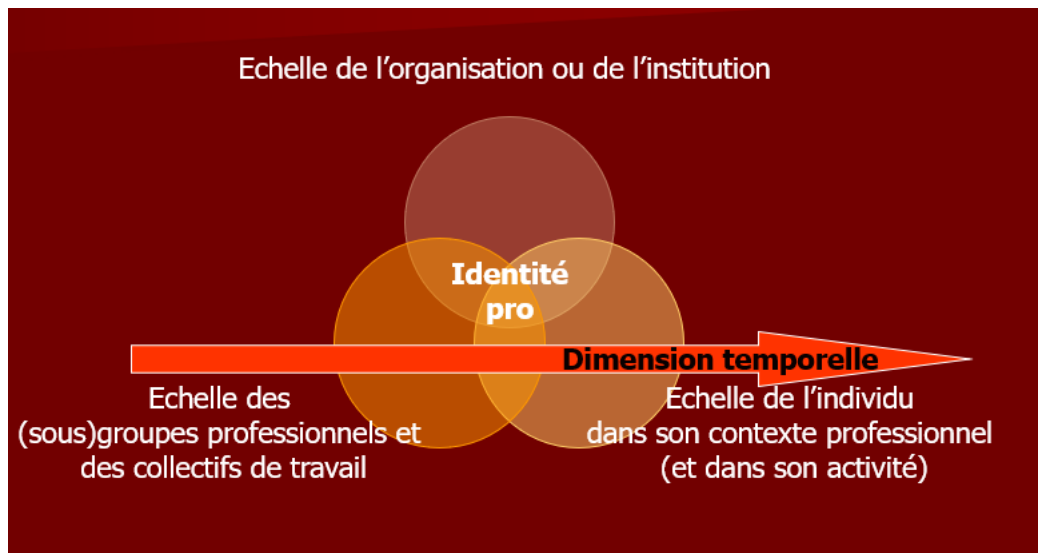 Echelle de l’organisation ou de l’institution
Identité
pro
Dimension temporelle
Echelle des
(sous)groupes professionnels et
des collectifs de travail
Echelle de l’individu
dans son contexte professionnel
(et dans son activité)